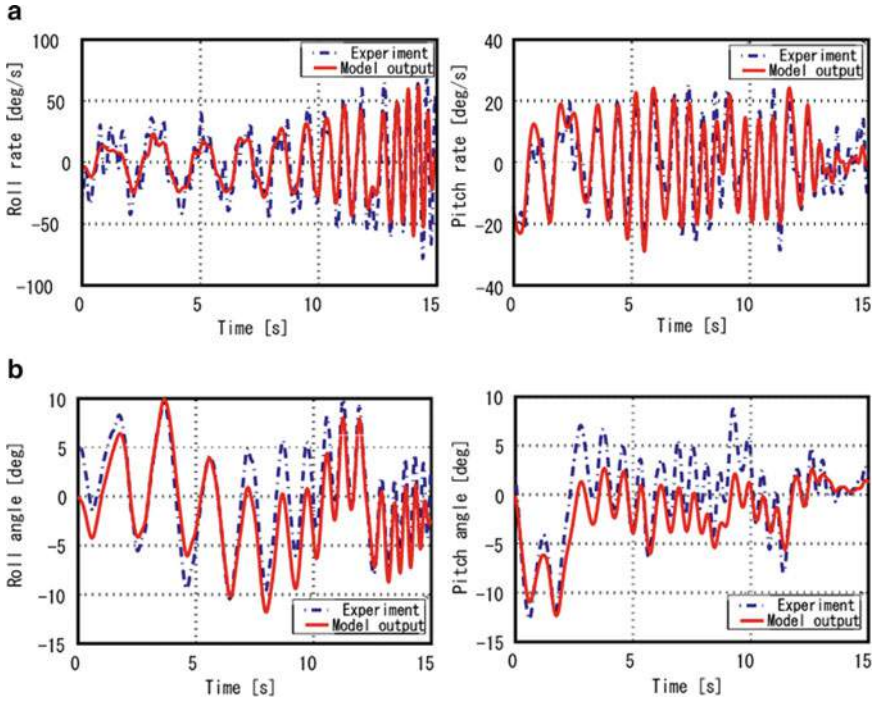 a
100
50
0
−50
−100
Roll rate [deg/s]
0
5
10
15
Time [s]
Experiment
Model output
40
20
0
−20
−40
Pitch rate [deg/s]
0
5
10
15
Time [s]
Experiment
Model output
b
10
5
0
−5
−10
−15
Roll angle [deg]
0
5
10
15
Time [s]
Experiment
Model output
10
5
0
−5
−10
−15
Pitch angle [deg]
0
5
10
15
Time [s]
Experiment
Model output